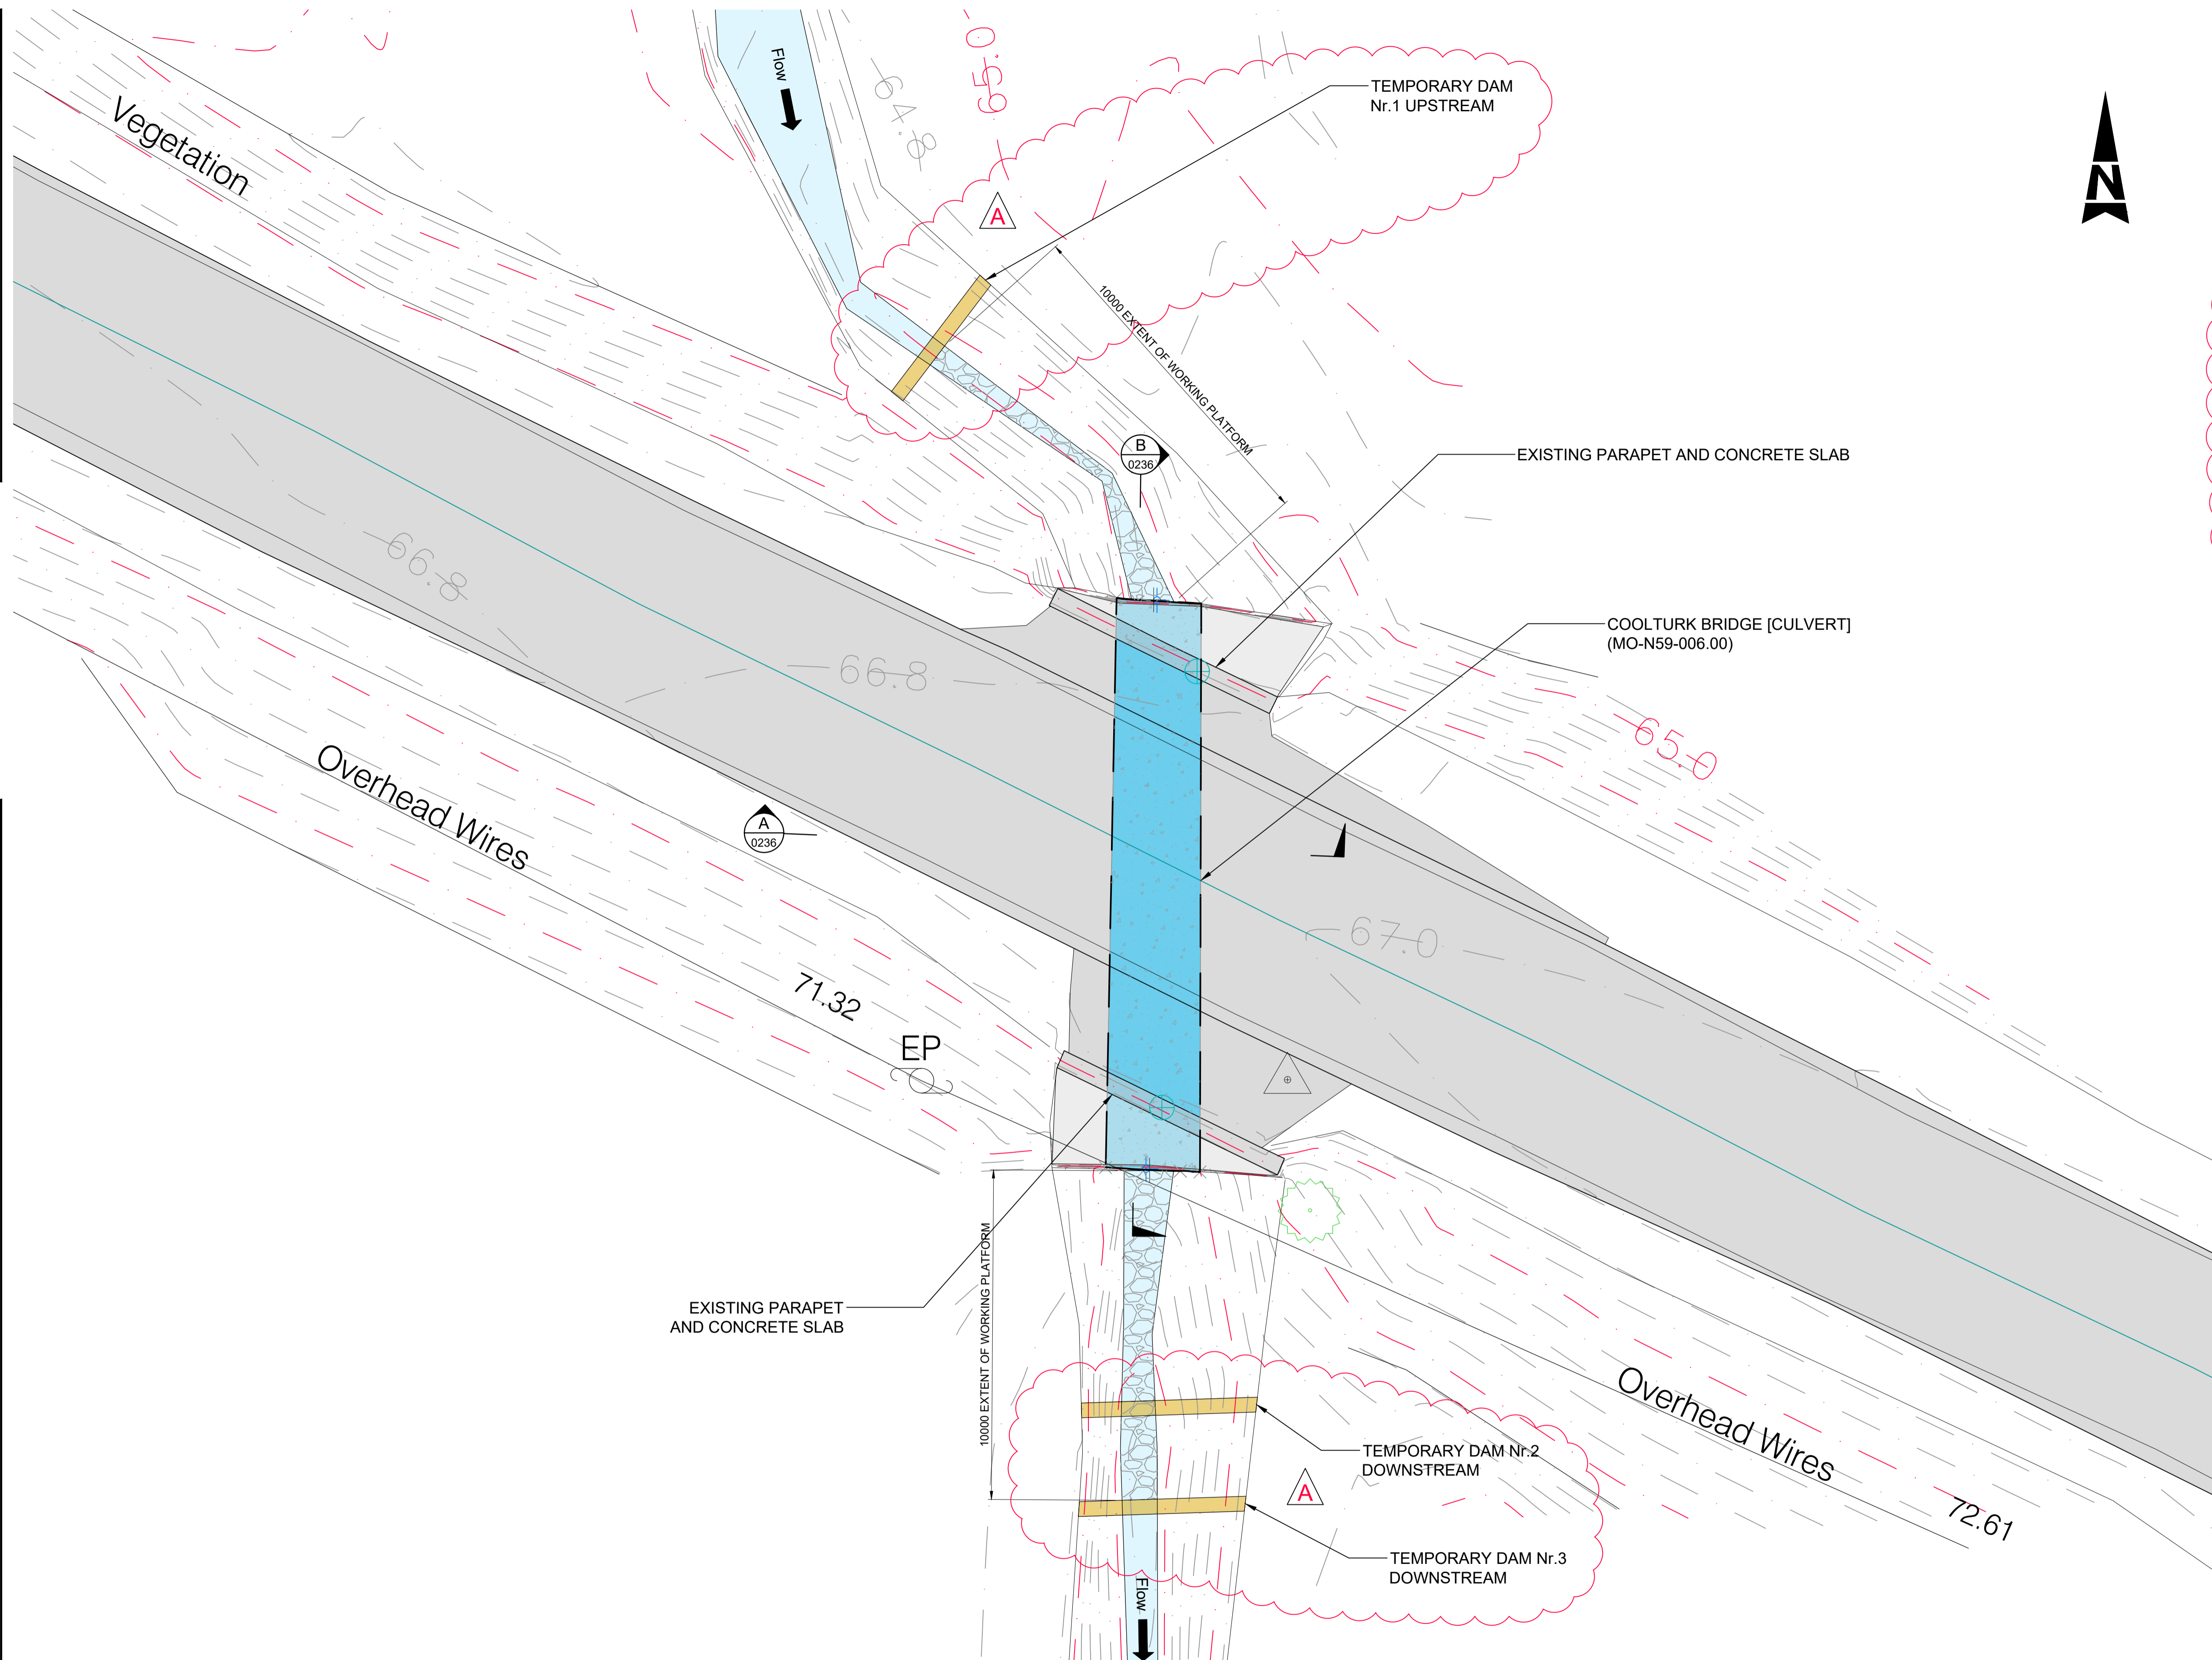 Flow
64.8
65.0
TEMPORARY DAM
Nr.1 UPSTREAM
N
Vegetation
A
10000 EXTENT OF WORKING PLATFORM
B
0236
EXISTING PARAPET AND CONCRETE SLAB
66.8
66.8
COOLTURK BRIDGE [CULVERT]
(MO-N59-006.00)
65.0
Overhead Wires
A
0236
67.0
71.32
EP
10000 EXTENT OF WORKING PLATFORM
EXISTING PARAPET
AND CONCRETE SLAB
Overhead Wires
TEMPORARY DAM Nr.2
DOWNSTREAM
A
72.61
TEMPORARY DAM Nr.3
DOWNSTREAM
Flow